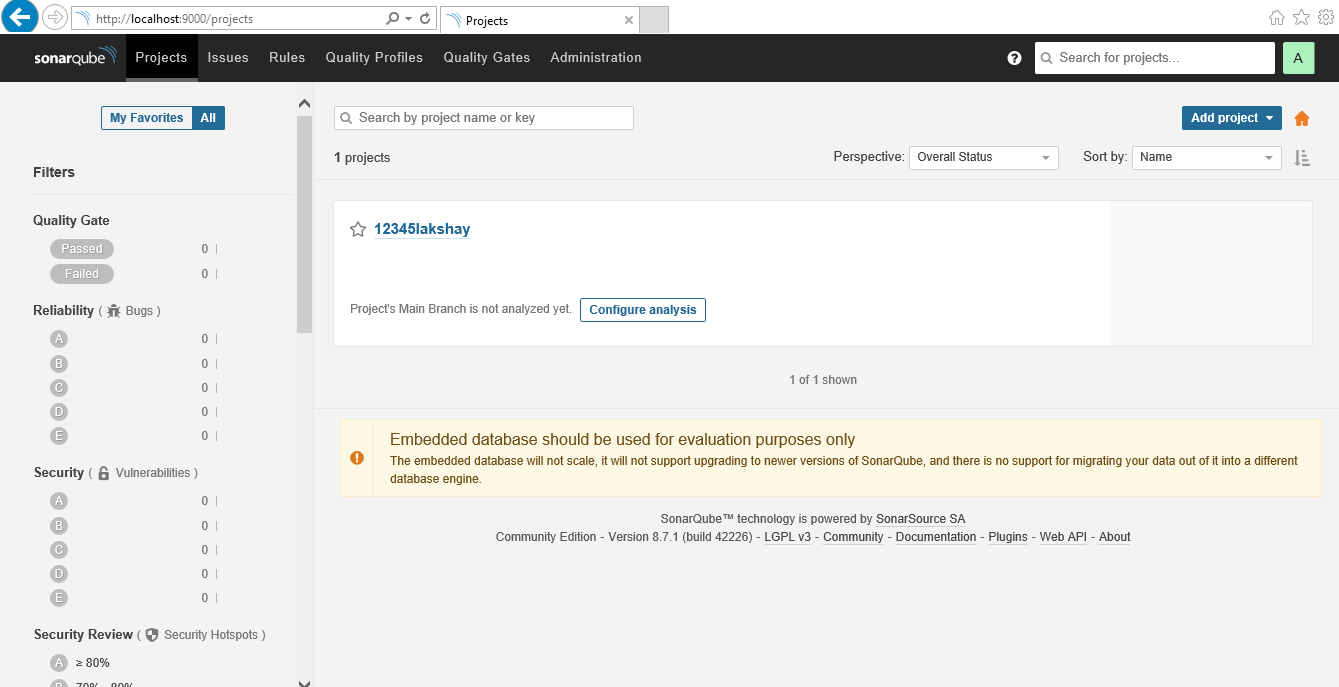 http://localhost:9000/projects
Projects
sonarqube Projects Issues Rules Quality Profiles Quality Gates Administration
? Search for projects... A
My Favorites All
Filters
Quality Gate
Passed 0
Failed 0
Reliability ( Bugs )
A 0
B 0
C 0
D 0
E 0
Security ( Vulnerabilities )
A 0
B 0
C 0
D 0
E 0
Security Review ( Security Hotspots )
A ≥ 80%
B 70% - 80%
Search by project name or key
Add project
1 projects
Perspective: Overall Status Sort by: Name
12345lakshay
Project's Main Branch is not analyzed yet. Configure analysis
1 of 1 shown
Embedded database should be used for evaluation purposes only
The embedded database will not scale, it will not support upgrading to newer versions of SonarQube, and there is no support for migrating your data out of it into a different
database engine.
SonarQube™ technology is powered by SonarSource SA
Community Edition - Version 8.7.1 (build 42226) - LGPL v3 - Community - Documentation - Plugins - Web API - About